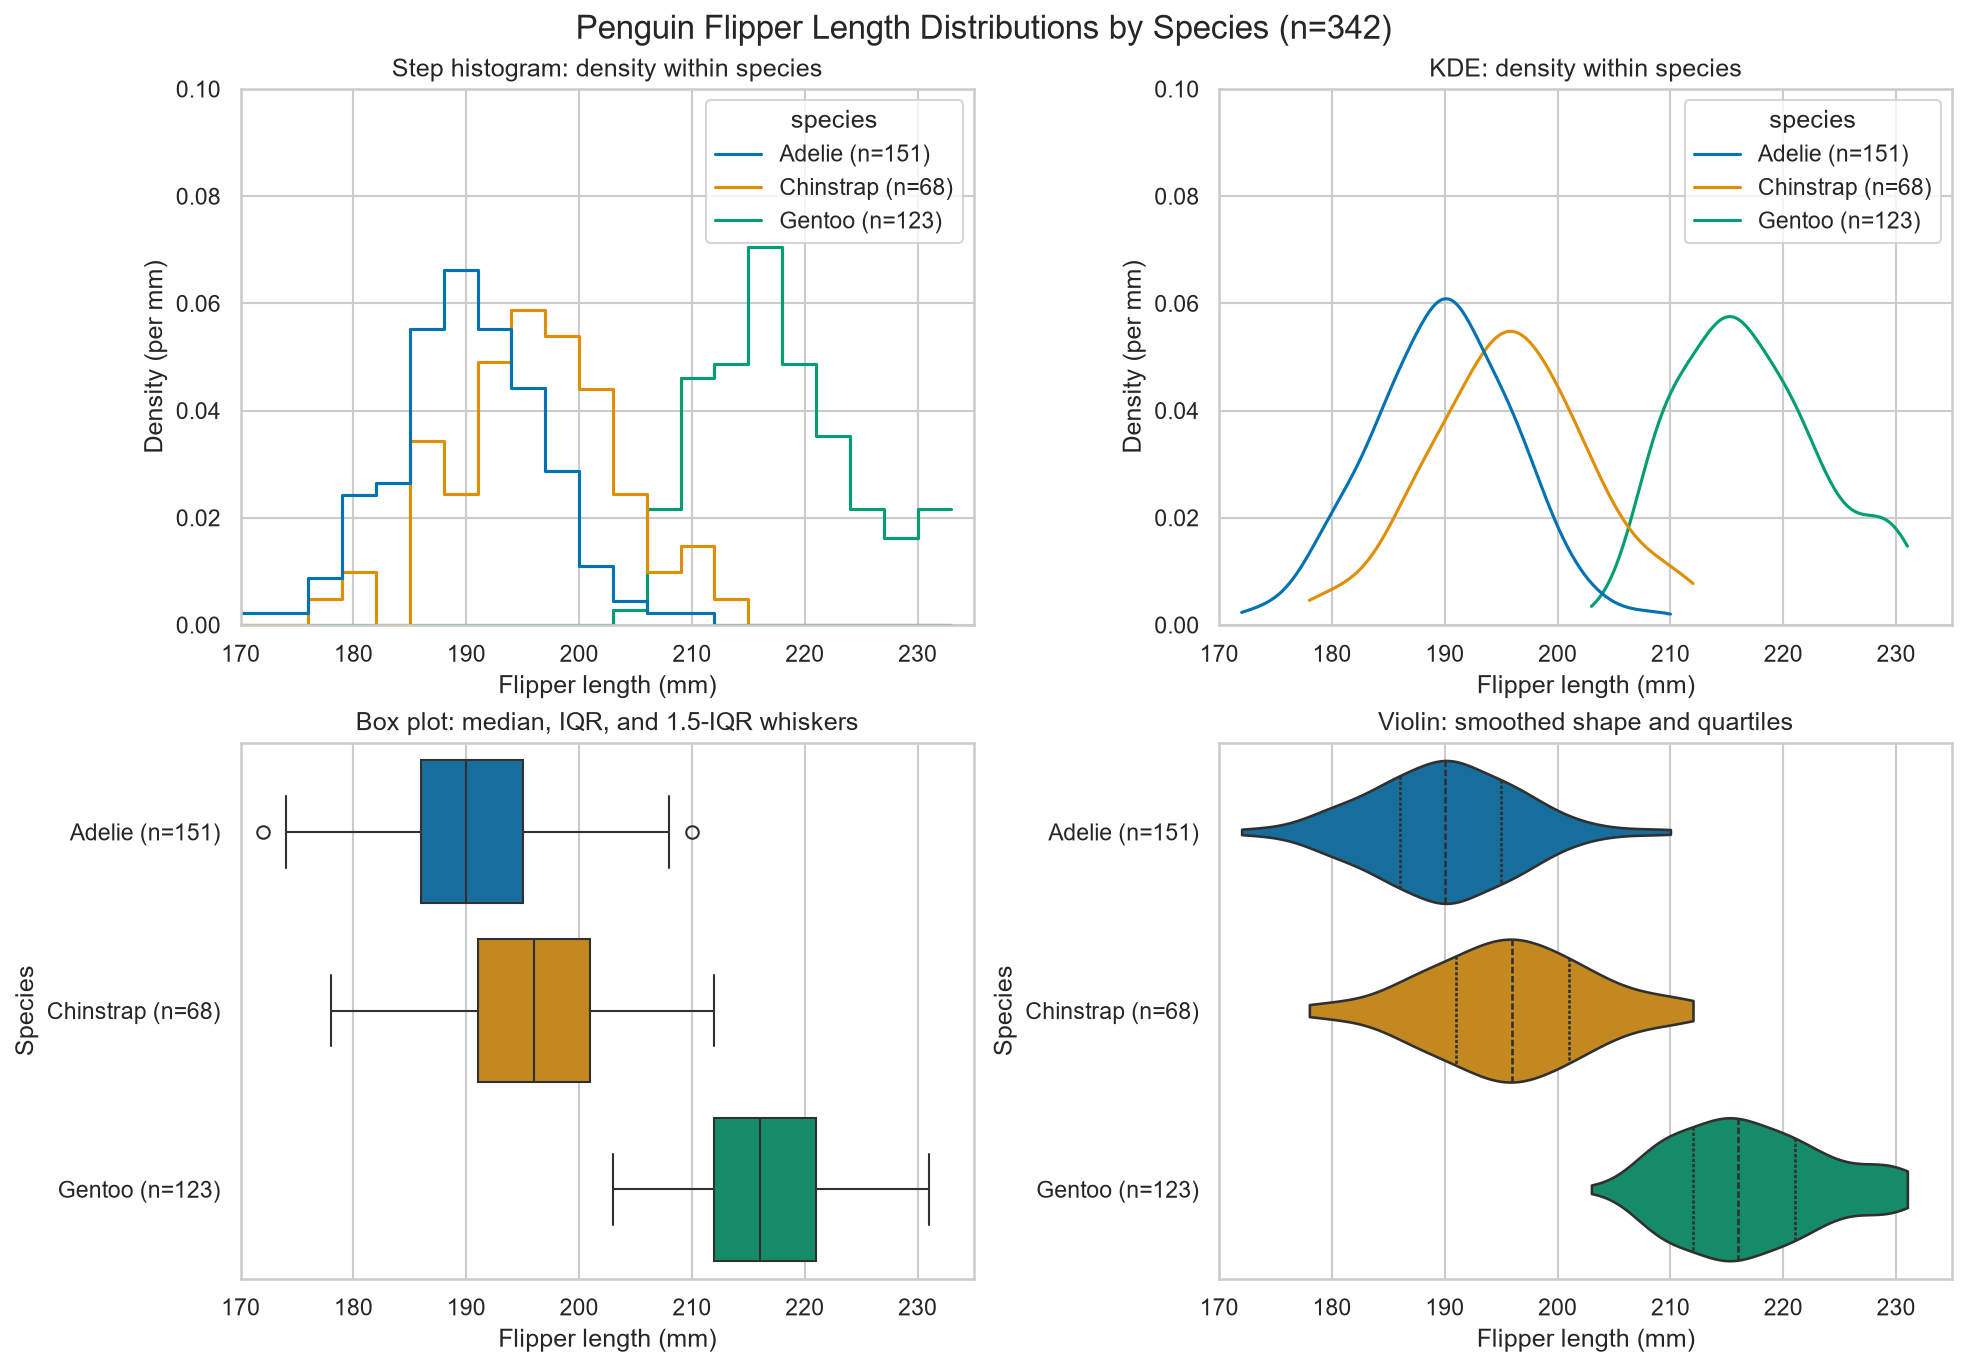 Penguin Flipper Length Distributions by Species (n=342)
Step histogram: density within species
0.10
0.08
0.06
0.04
0.02
0.00
Density (per mm)
species
Adelie (n=151)
Chinstrap (n=68)
Gentoo (n=123)
170 180 190 200 210 220 230
Flipper length (mm)
KDE: density within species
0.10
0.08
0.06
0.04
0.02
0.00
Density (per mm)
species
Adelie (n=151)
Chinstrap (n=68)
Gentoo (n=123)
170 180 190 200 210 220 230
Flipper length (mm)
Box plot: median, IQR, and 1.5-IQR whiskers
Species
Adelie (n=151)
Chinstrap (n=68)
Gentoo (n=123)
170 180 190 200 210 220 230
Flipper length (mm)
Violin: smoothed shape and quartiles
Species
Adelie (n=151)
Chinstrap (n=68)
Gentoo (n=123)
170 180 190 200 210 220 230
Flipper length (mm)